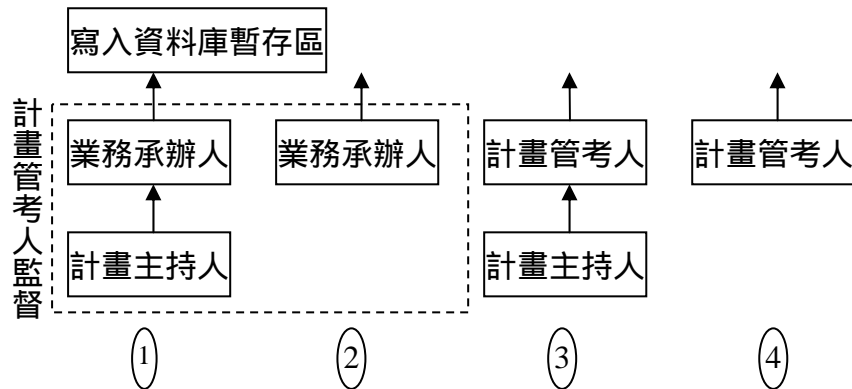 寫入資料庫暫存區
計畫管考人監督
業務承辦人
業務承辦人
計畫管考人
計畫管考人
計畫主持人
計畫主持人
1
2
3
4